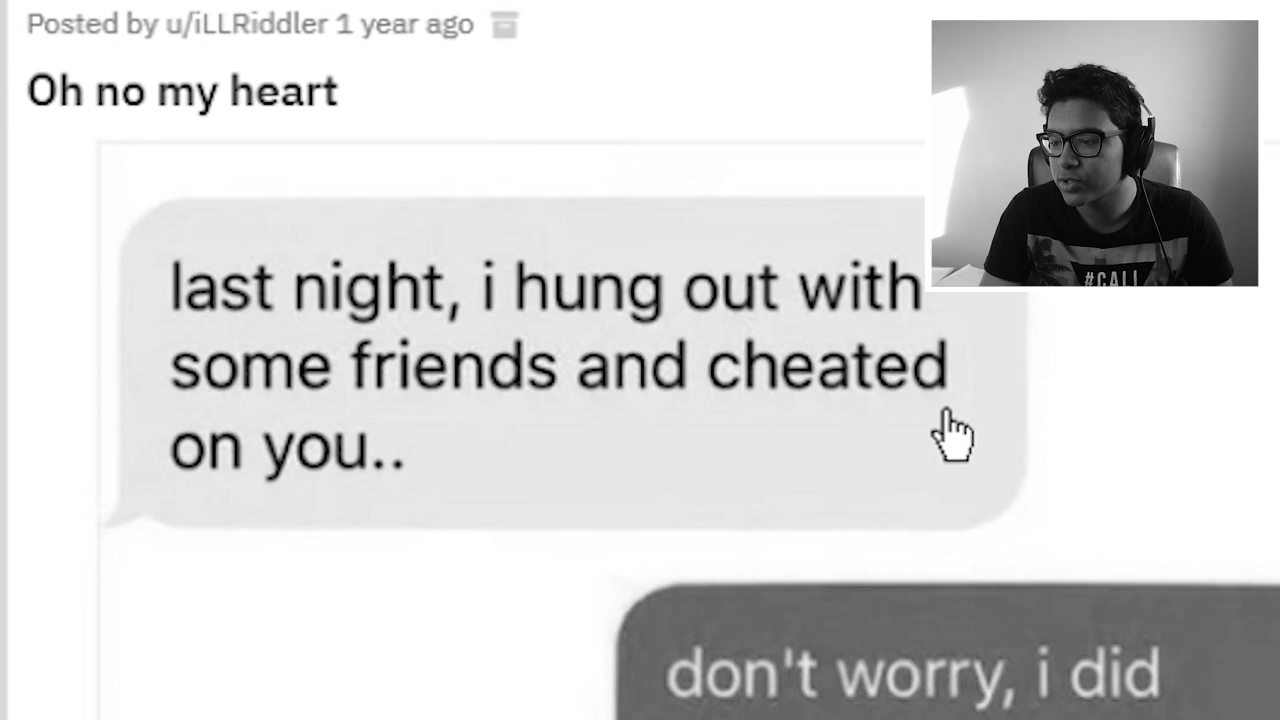 Posted by u/iLLRiddler 1 year ago
Oh no my heart
last night, i hung out with
some friends and cheated
on you..
don't worry, i did
#CALL